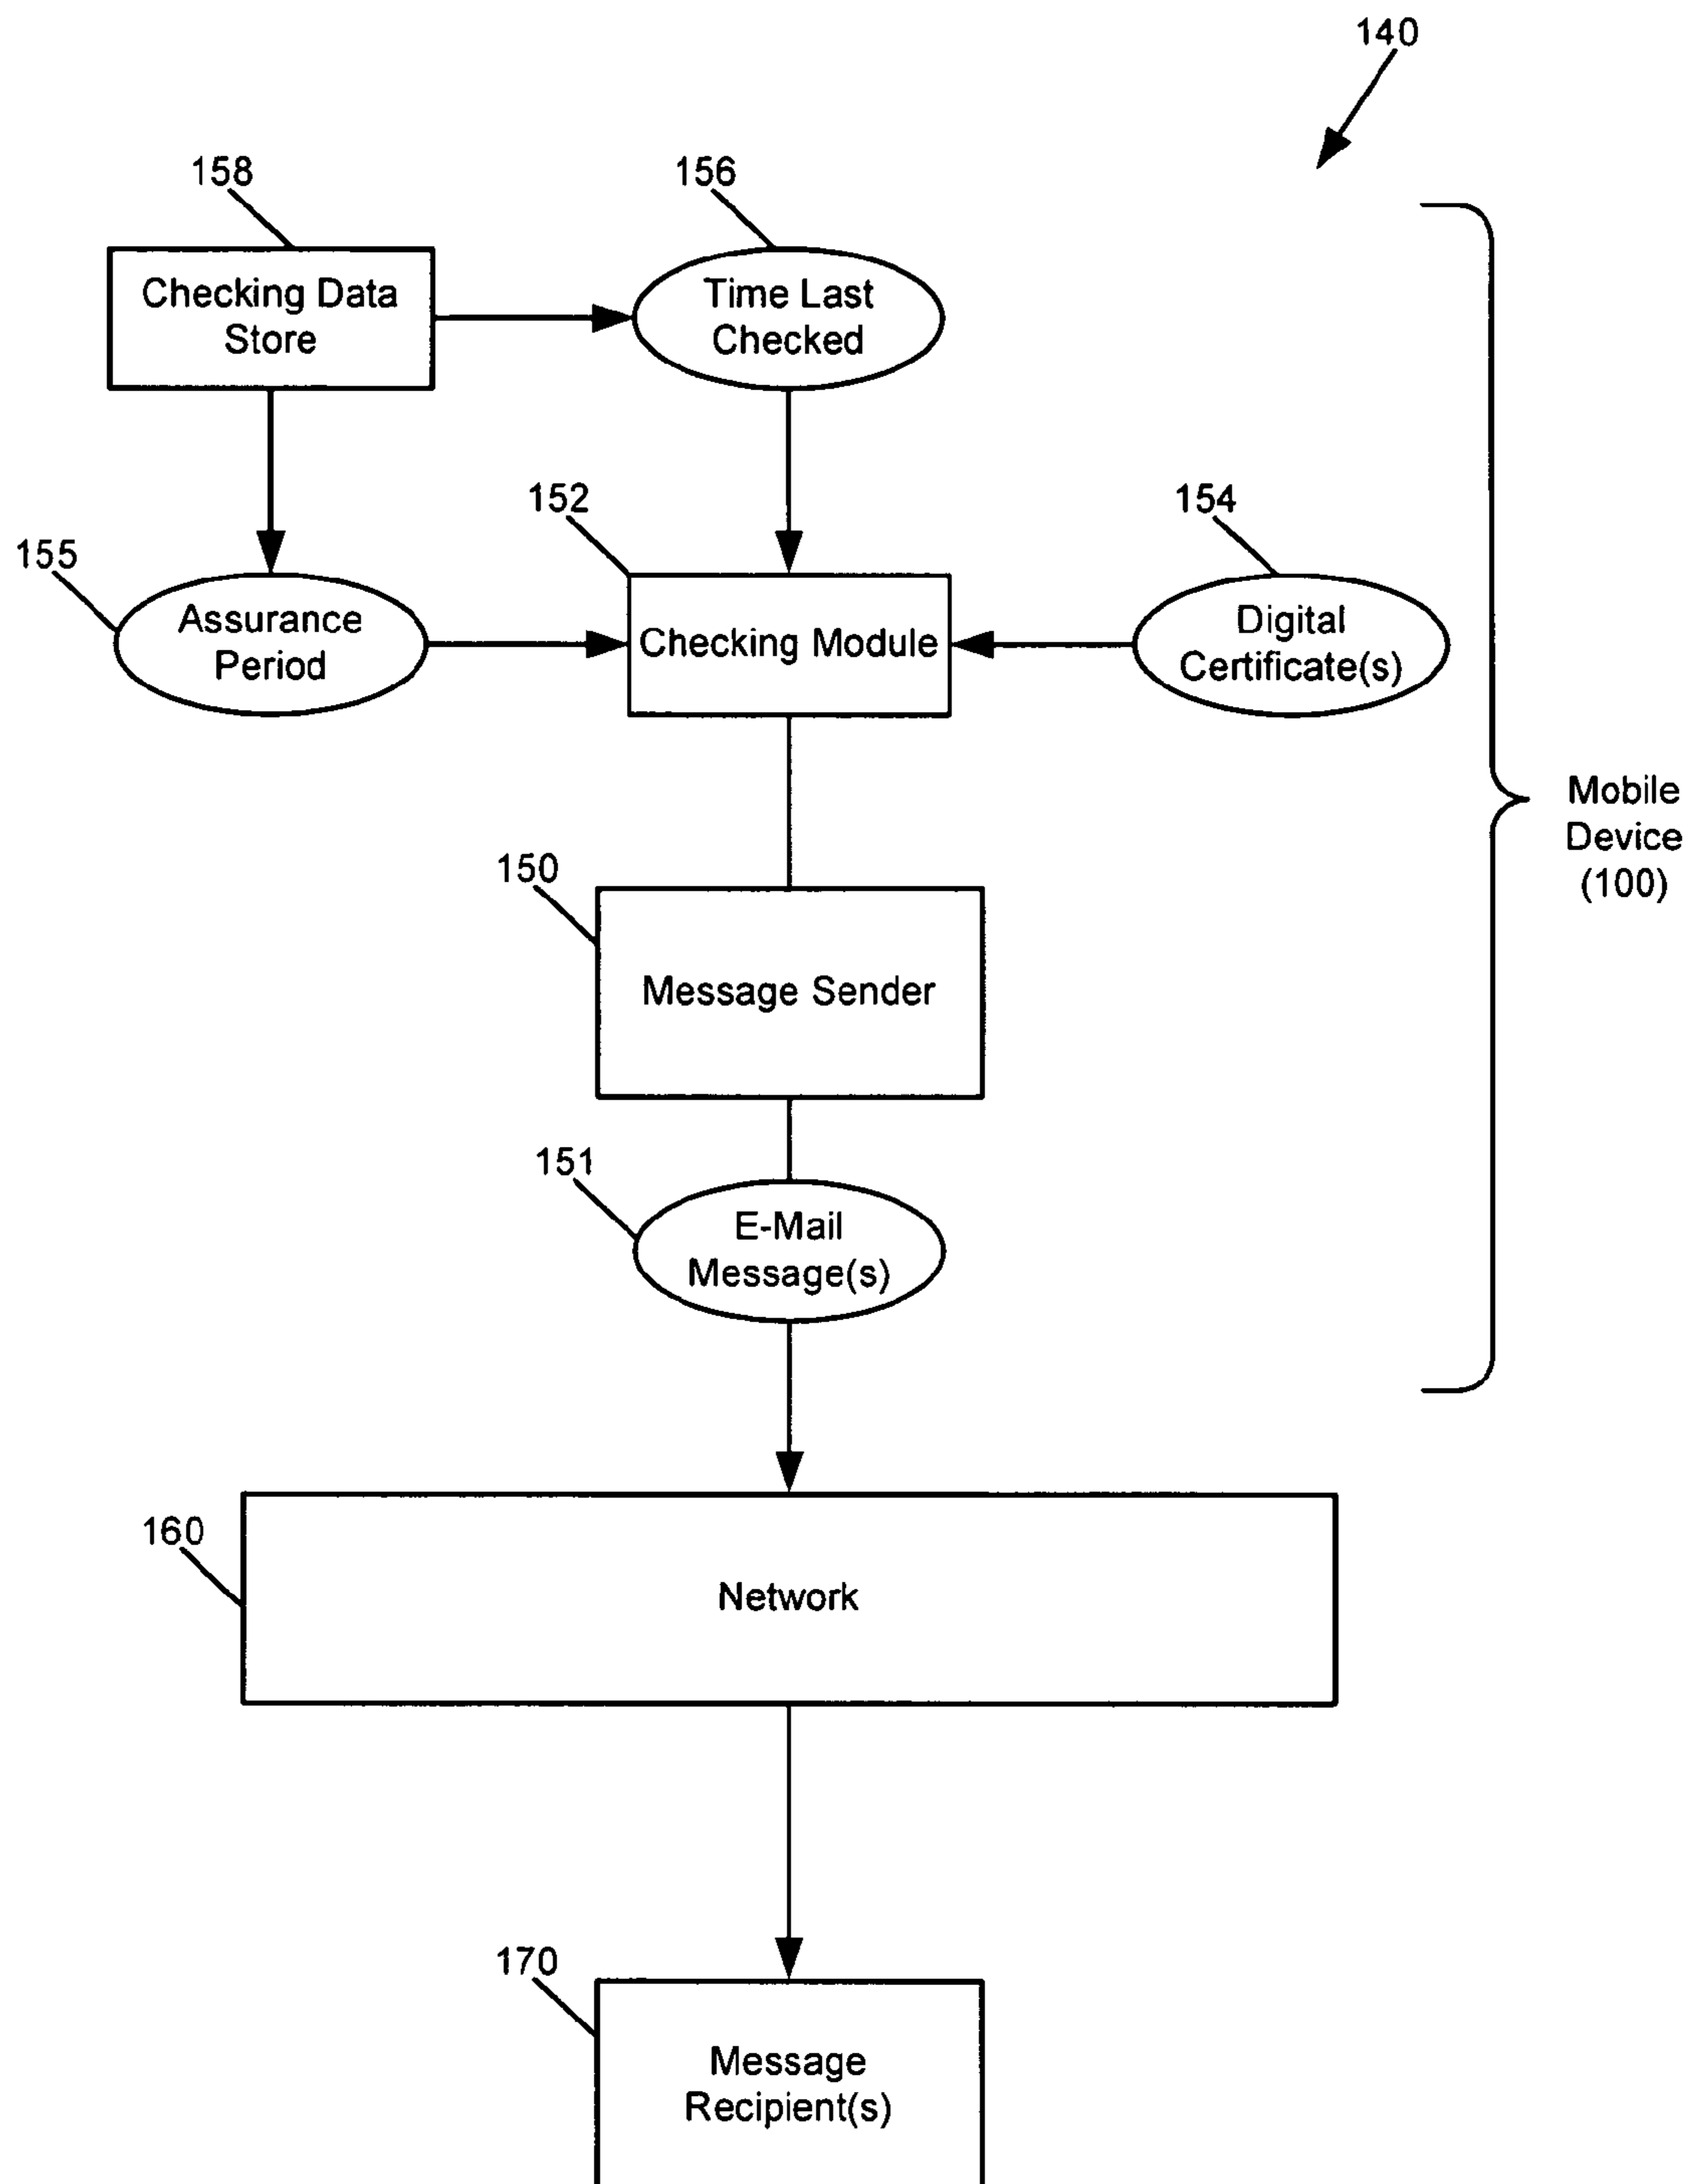 140
158
156
Checking Data
Store
Time Last
Checked
152
154
155
Assurance
Period
Checking Module
Digital
Certificate(s)
Mobile
Device
(100)
150
Message Sender
151
E-Mail
Message(s)
160
Network
170
Message
Recipient(s)